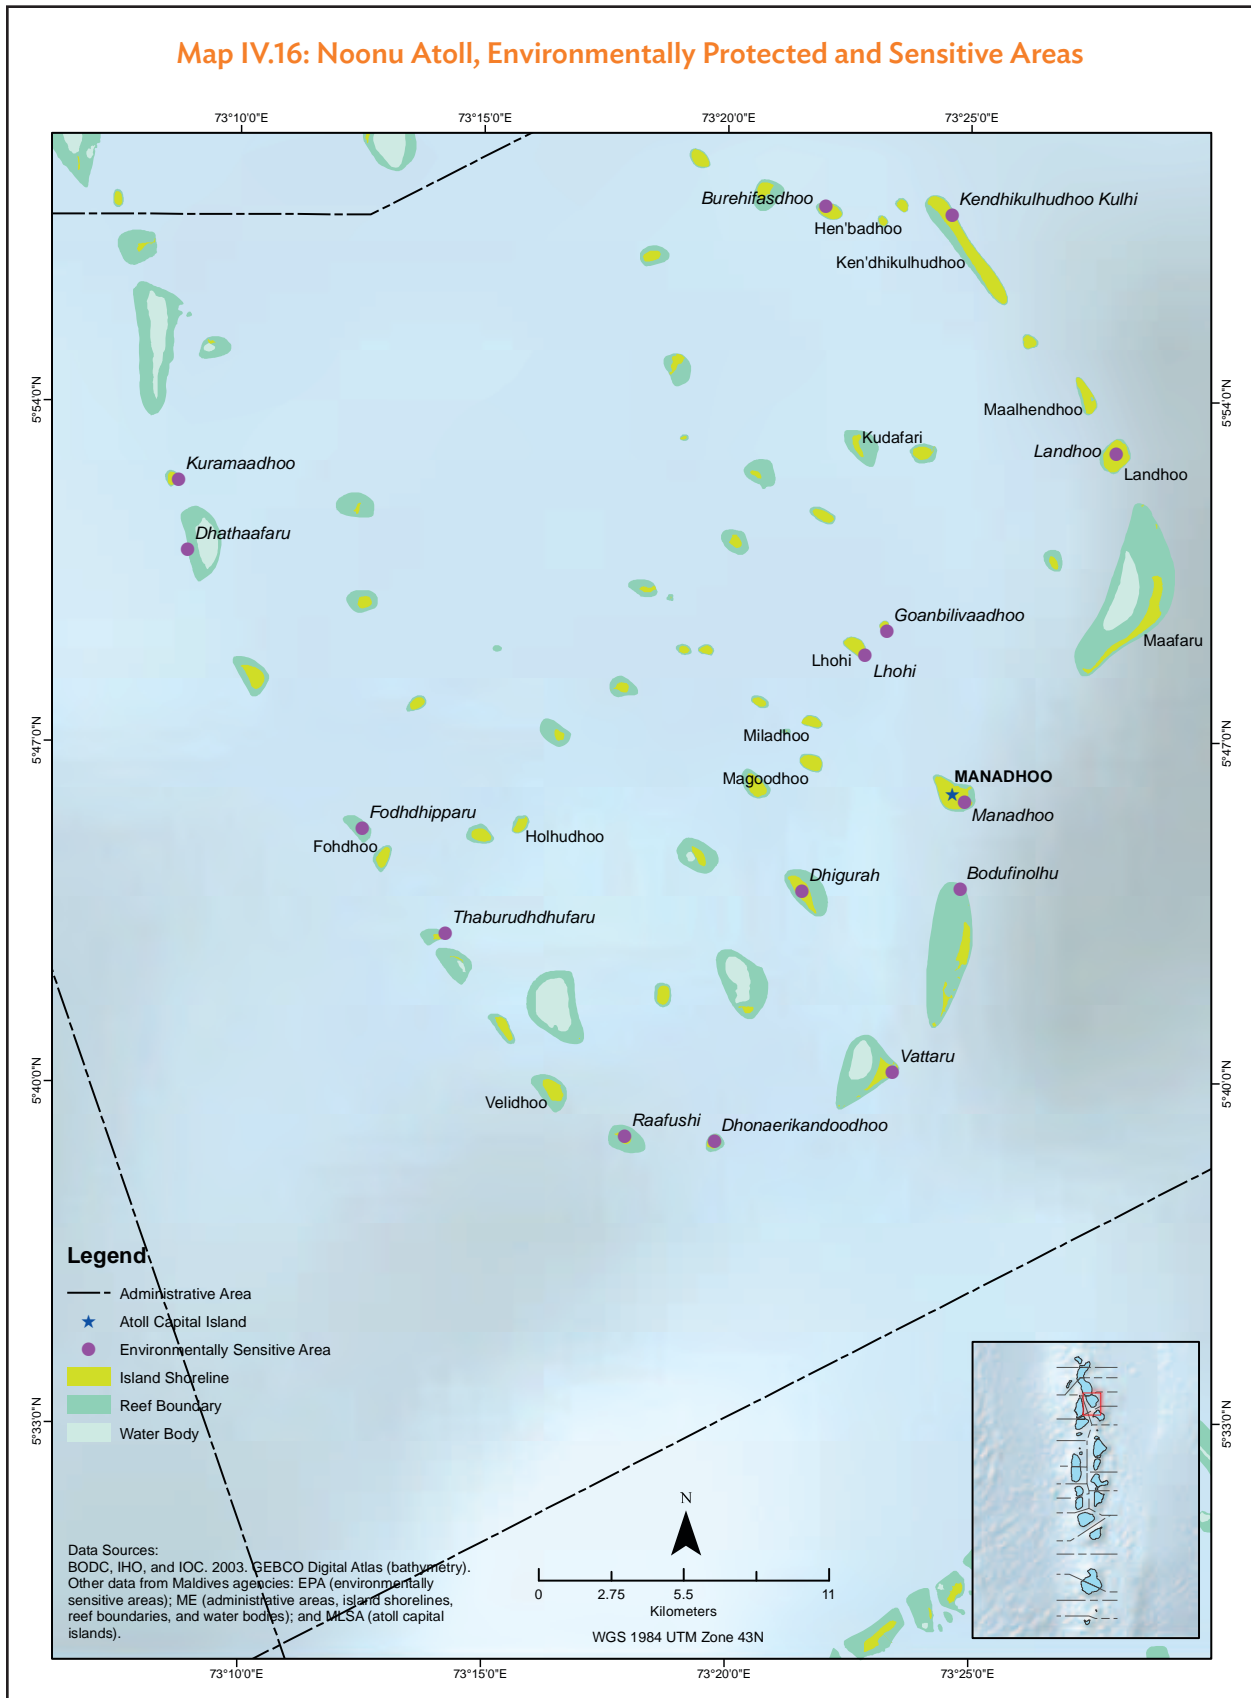 Map IV.16: Noonu Atoll, Environmentally Protected and Sensitive Areas
73°10'0"E 73°15'0"E 73°20'0"E 73°25'0"E
Burehifasdhoo
Kendhikulhudhoo Kulhi
Hen'badhoo
Ken'dhikulhudhoo
5°54'0"N
5°54'0"N
Maalhendhoo
Kudafari
Landhoo
Landhoo
Kuramaadhoo
Dhathaafaru
Goanbilivaadhoo
Maafaru
Lhohi
Lhohi
Miladhoo
5°47'0"N
5°47'0"N
Magoodhoo
MANADHOO
Manadhoo
Fodhdhipparu
Fohdhoo
Holhudhoo
Dhigurah
Bodufinolhu
Thaburudhdhufaru
Vattaru
5°40'0"N
5°40'0"N
Velidhoo
Raafushi
Dhonaerikandoodhoo
Legend
Administrative Area
Atoll Capital Island
Environmentally Sensitive Area
Island Shoreline
Reef Boundary
Water Body
5°33'0"N
5°33'0"N
Data Sources:
BODC, IHO, and IOC. 2003. GEBCO Digital Atlas (bathymetry).
Other data from Maldives agencies: EPA (environmentally
sensitive areas); ME (administrative areas, island shorelines,
reef boundaries, and water bodies); and MLSA (atoll capital
islands).
N
0 2.75 5.5 11
Kilometers
WGS 1984 UTM Zone 43N
73°10'0"E 73°15'0"E 73°20'0"E 73°25'0"E